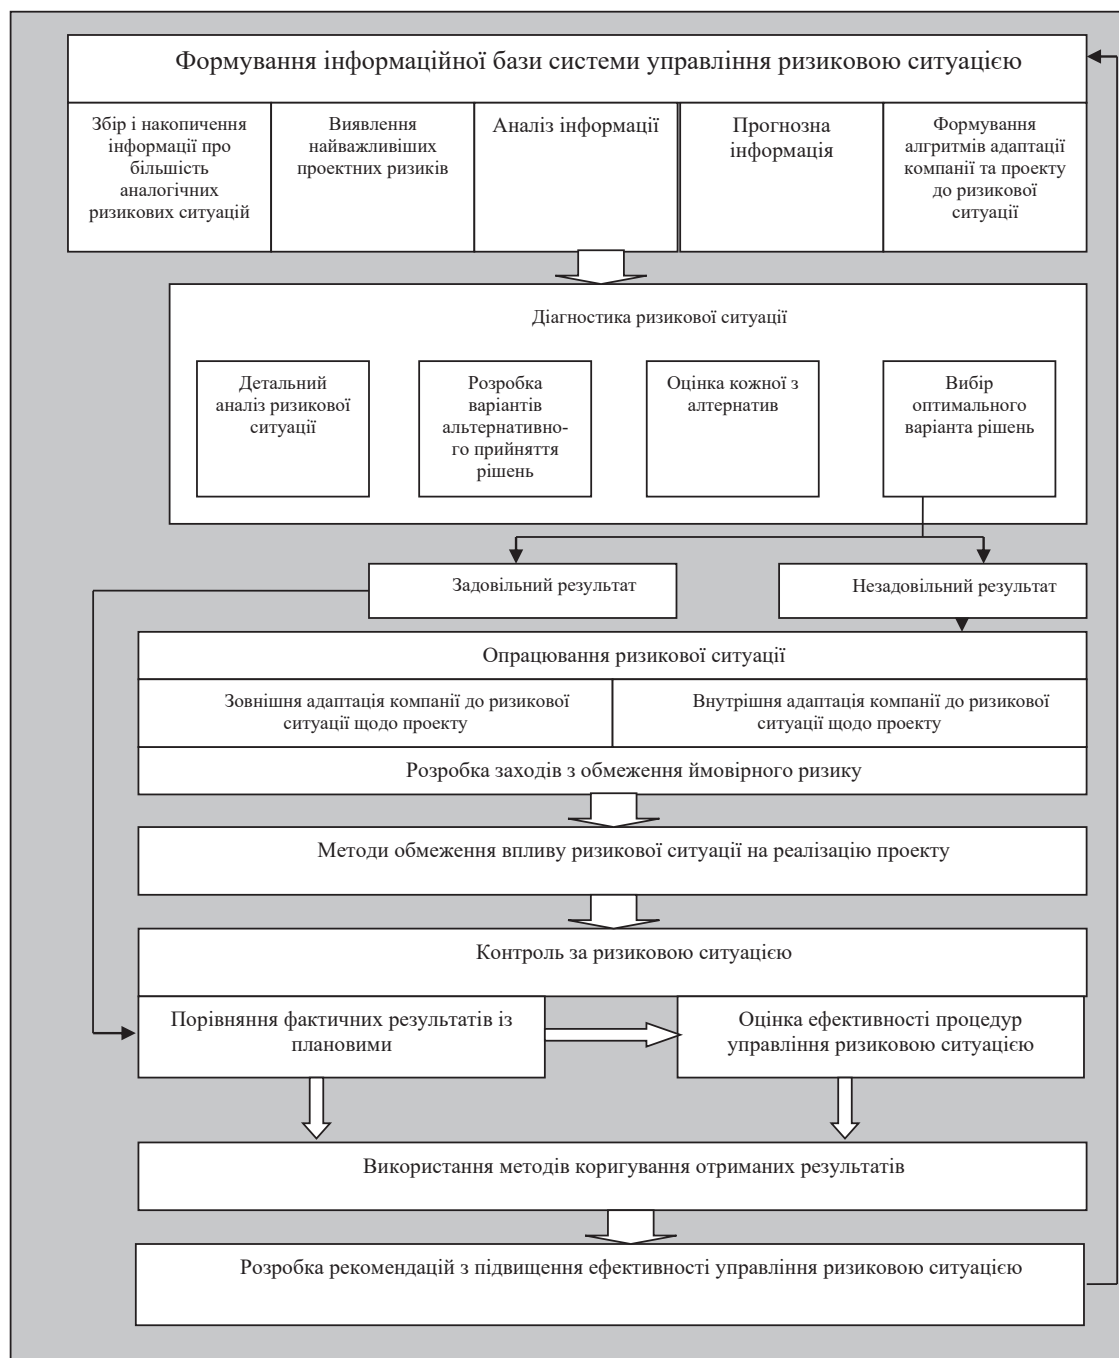 Формування інформаційної бази системи управління ризиковою ситуацією
Збір і накопичення
інформації про
більшість
аналогічних
ризикових ситуацій
Виявлення
найважливіших
проектних ризиків
Аналіз інформації
Прогнозна
інформація
Формування
алгритмів адаптації
компанії та проекту
до ризикової
ситуації
Діагностика ризикової ситуації
Детальний
аналіз ризикової
ситуації
Розробка
варіантів
альтернативно-
го прийняття
рішень
Оцінка кожної з
алтернатив
Вибір
оптимального
варіанта рішень
Задовільний результат
Незадовільний результат
Опрацювання ризикової ситуації
Зовнішня адаптація компанії до ризикової
ситуації щодо проекту
Внутрішня адаптація компанії до ризикової
ситуації щодо проекту
Розробка заходів з обмеження ймовірного ризику
Методи обмеження впливу ризикової ситуації на реалізацію проекту
Контроль за ризиковою ситуацією
Порівняння фактичних результатів із
плановими
Оцінка ефективності процедур
управління ризиковою ситуацією
Використання методів коригування отриманих результатів
Розробка рекомендацій з підвищення ефективності управління ризиковою ситуацією